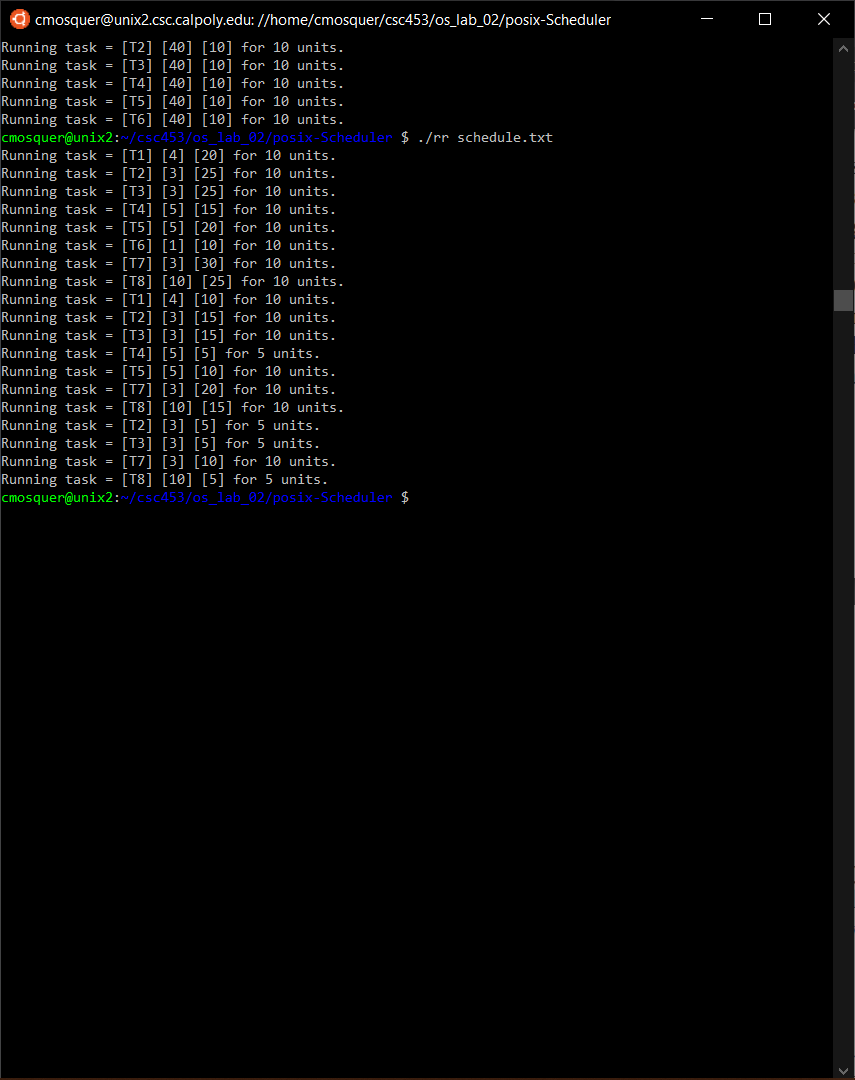 cmosquer@unix2.csc.calpoly.edu: //home/cmosquer/csc453/os_lab_02/posix-Scheduler
Running task = [T2] [40] [10] for 10 units.
Running task = [T3] [40] [10] for 10 units.
Running task = [T4] [40] [10] for 10 units.
Running task = [T5] [40] [10] for 10 units.
Running task = [T6] [40] [10] for 10 units.
cmosquer@unix2:~/csc453/os_lab_02/posix-Scheduler $ ./rr schedule.txt
Running task = [T1] [4] [20] for 10 units.
Running task = [T2] [3] [25] for 10 units.
Running task = [T3] [3] [25] for 10 units.
Running task = [T4] [5] [15] for 10 units.
Running task = [T5] [5] [20] for 10 units.
Running task = [T6] [1] [10] for 10 units.
Running task = [T7] [3] [30] for 10 units.
Running task = [T8] [10] [25] for 10 units.
Running task = [T1] [4] [10] for 10 units.
Running task = [T2] [3] [15] for 10 units.
Running task = [T3] [3] [15] for 10 units.
Running task = [T4] [5] [5] for 5 units.
Running task = [T5] [5] [10] for 10 units.
Running task = [T7] [3] [20] for 10 units.
Running task = [T8] [10] [15] for 10 units.
Running task = [T2] [3] [5] for 5 units.
Running task = [T3] [3] [5] for 5 units.
Running task = [T7] [3] [10] for 10 units.
Running task = [T8] [10] [5] for 5 units.
cmosquer@unix2:~/csc453/os_lab_02/posix-Scheduler $